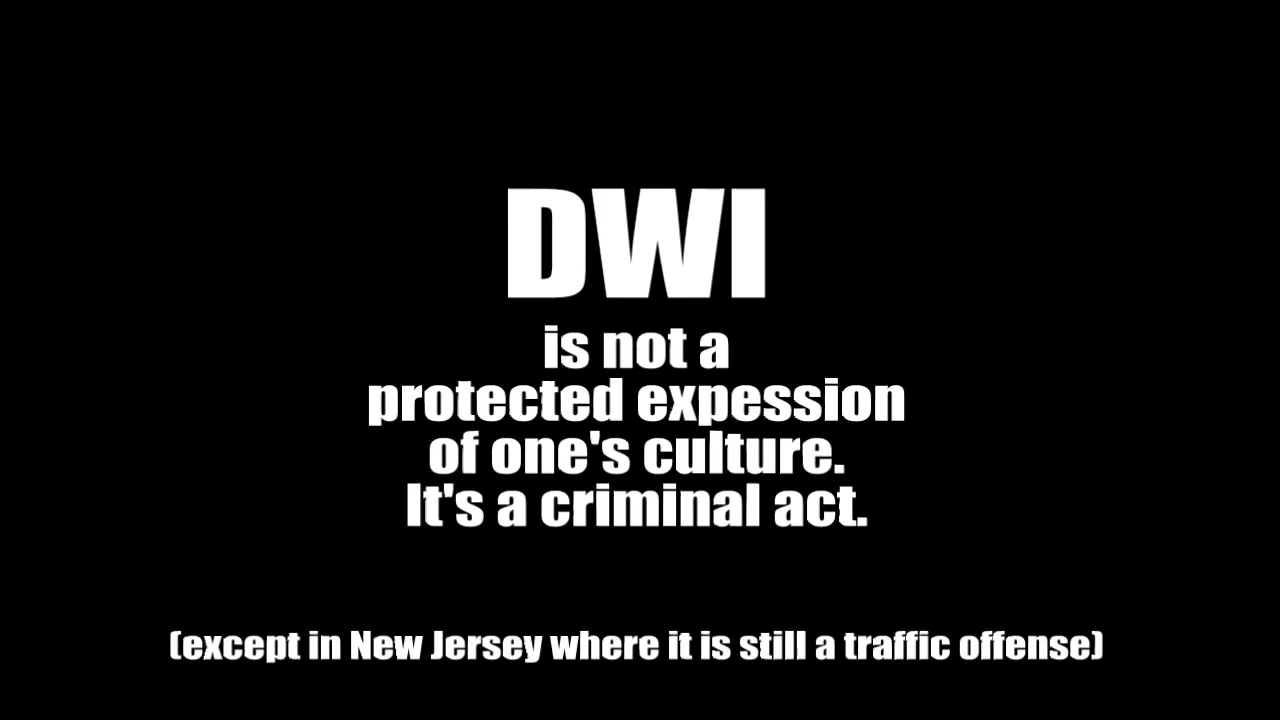 DWI
is not a
protected expession
of one's culture.
It's a criminal act.
(except in New Jersey where it is still a traffic offense)